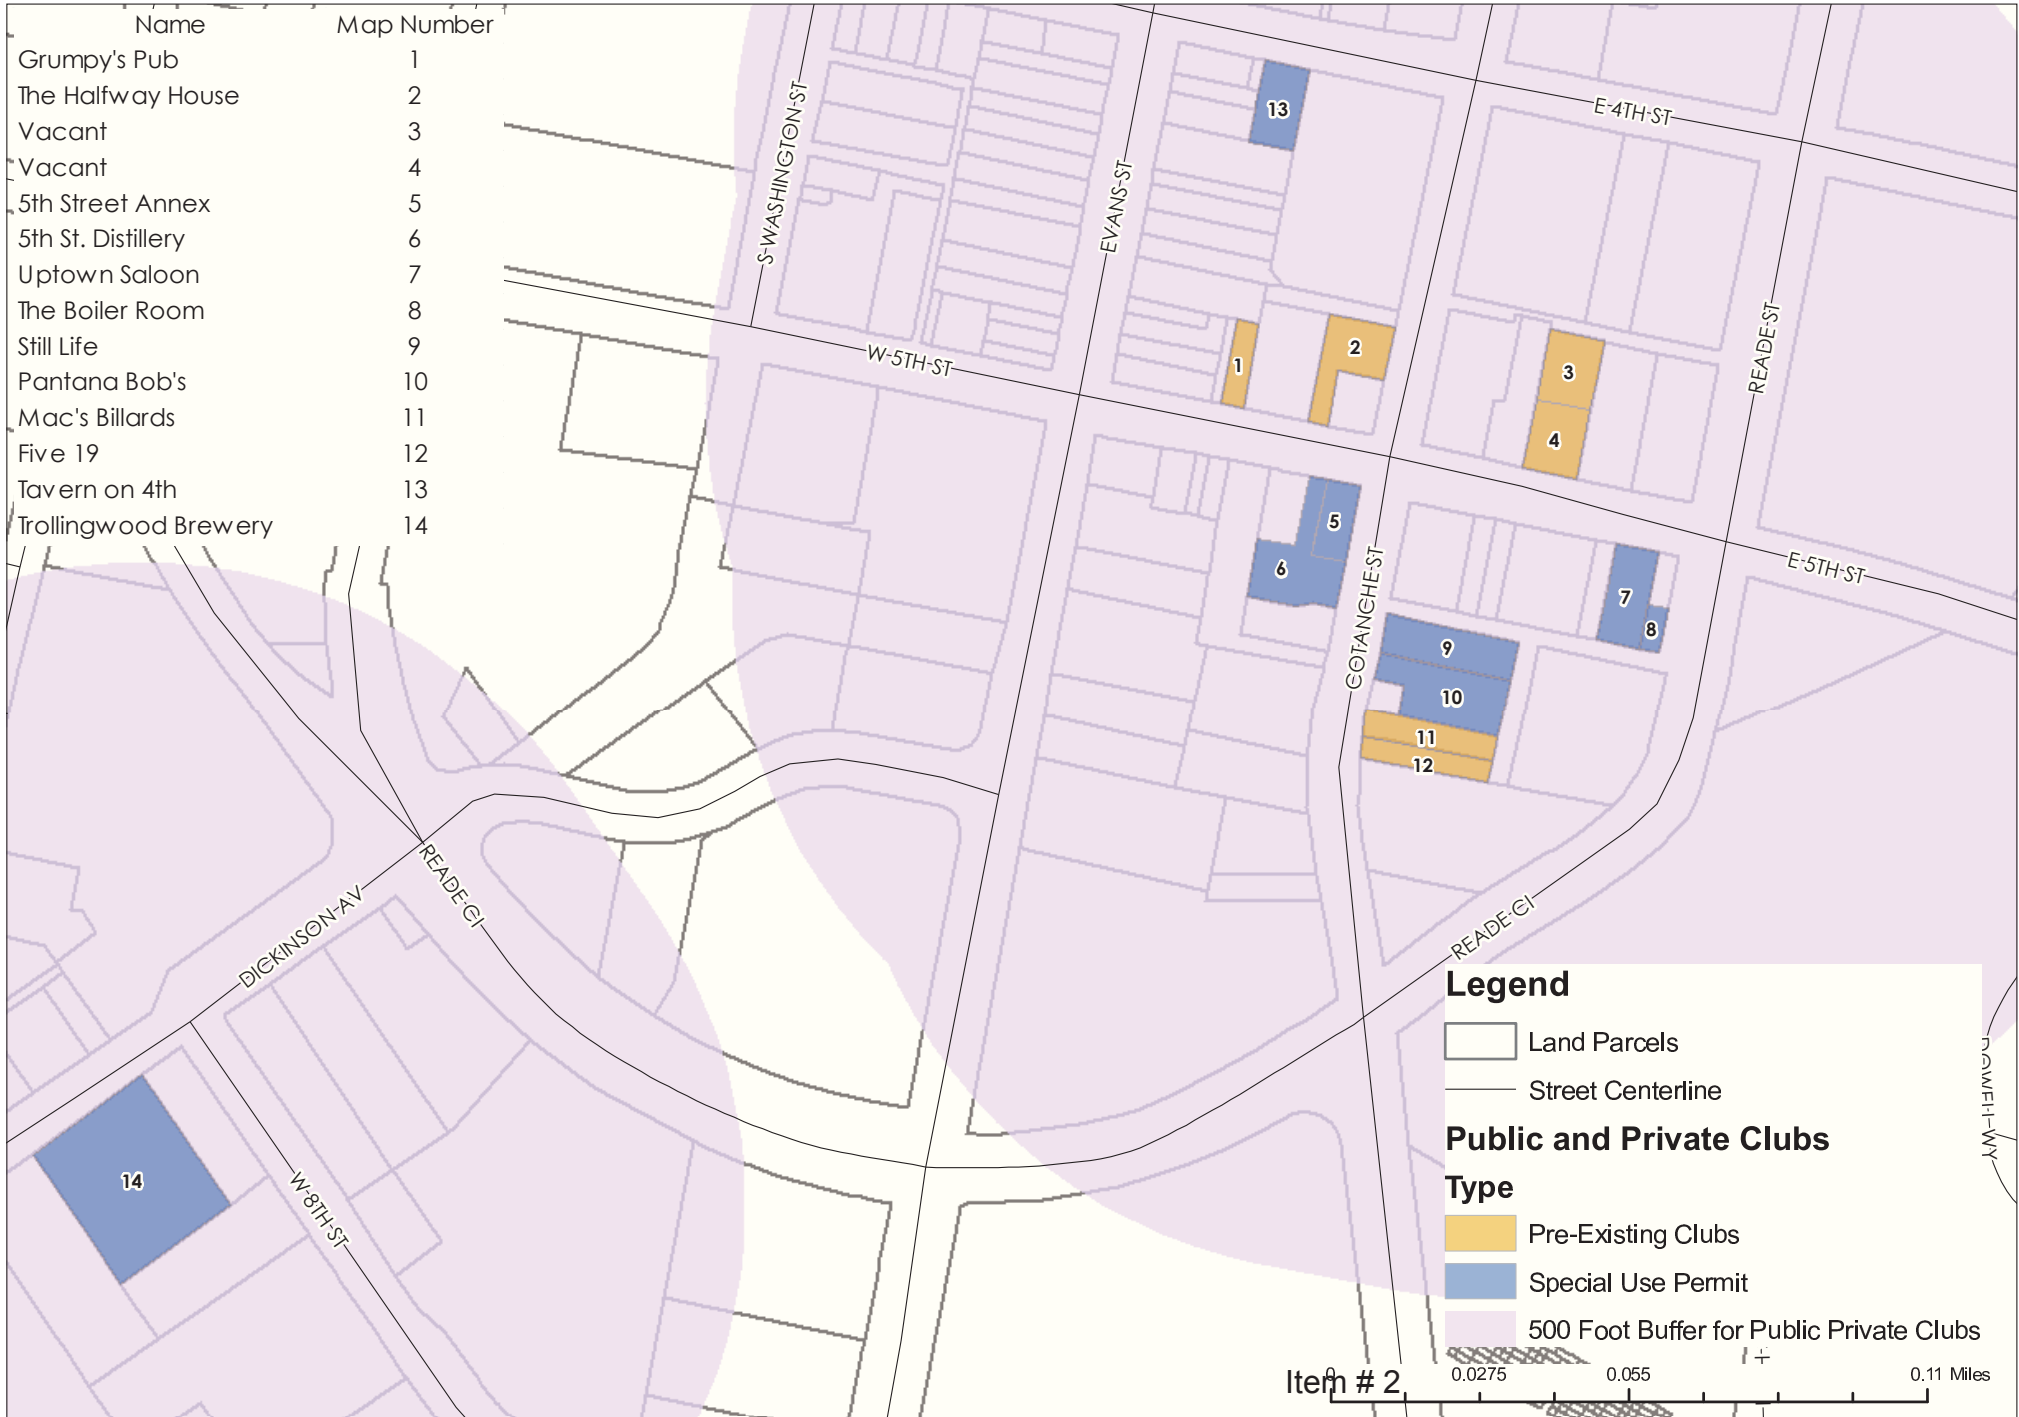 Name Map Number
Grumpy's Pub 1
The Halfway House 2
Vacant 3
Vacant 4
5th Street Annex 5
5th St. Distillery 6
Uptown Saloon 7
The Boiler Room 8
Still Life 9
Pantana Bob's 10
Mac's Billards 11
Five 19 12
Tavern on 4th 13
Trollingwood Brewery 14
S WASHINGTON ST
EVANS ST
E 4TH ST
READE ST
W 5TH ST
E 5TH ST
COTANCHE ST
READE CI
DICKINSON AV
READE CI
W 8TH ST
13
1
2
3
4
5
6
7
8
9
10
11
12
14
Legend
Land Parcels
Street Centerline
Public and Private Clubs
Type
Pre-Existing Clubs
Special Use Permit
500 Foot Buffer for Public Private Clubs
Item # 2
0 0.0275 0.055 0.11 Miles